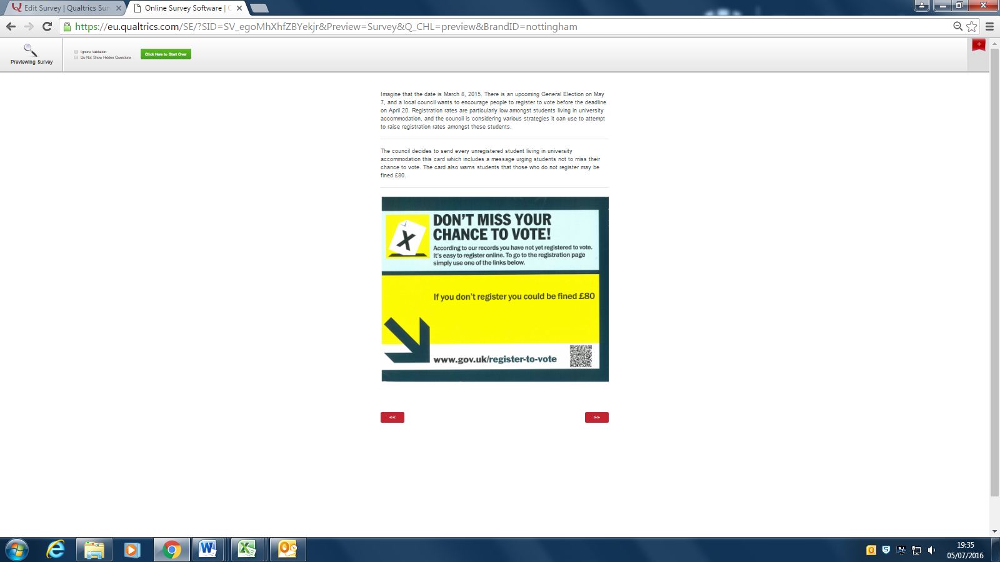 Edit Survey | Qualtrics Sur
Online Survey Software |
https://eu.qualtrics.com/SE/?SID=SV_egoMhXhfZBYekjr&Preview=Survey&Q_CHL=preview&BrandID=nottingham
Previewing Survey
Ignore Validation
Do Not Show Hidden Questions
Click Here to Start Over
Imagine that the date is March 8, 2015. There is an upcoming General Election on May
7, and a local council wants to encourage people to register to vote before the deadline
on April 20. Registration rates are particularly low amongst students living in university
accommodation, and the council is considering various strategies it can use to attempt
to raise registration rates amongst these students.
The council decides to send every unregistered student living in university
accommodation this card which includes a message urging students not to miss their
chance to vote. The card also warns students that those who do not register may be
fined £80.
DON'T MISS YOUR
CHANCE TO VOTE!
According to our records you have not yet registered to vote.
It's easy to register online. To go to the registration page
simply use one of the links below.
If you don't register you could be fined £80
www.gov.uk/register-to-vote
<<
>>
19:35
05/07/2016